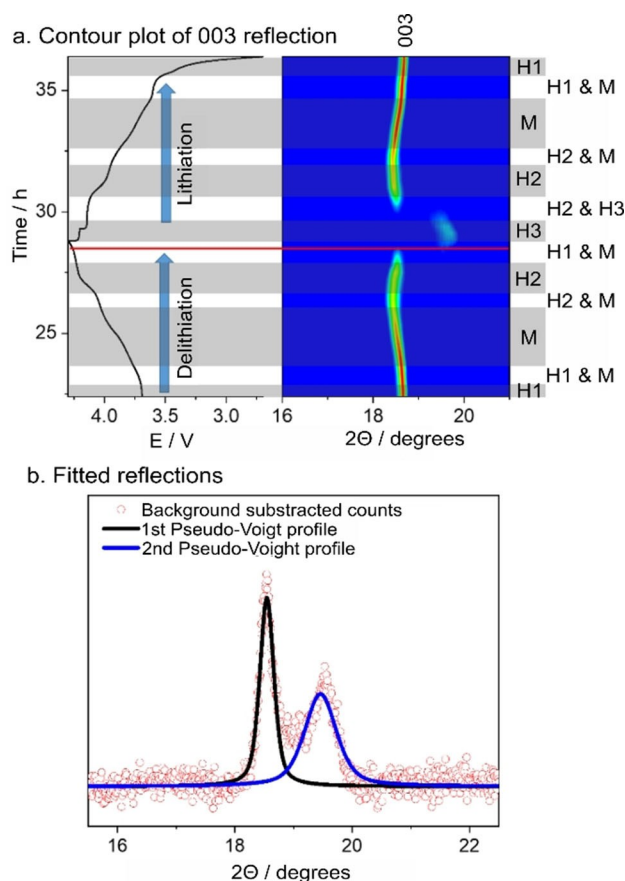 a. Contour plot of 003 reflection
003
H1
H1 & M
M
H2 & M
H2
H2 & H3
H3
H1 & M
H2
H2 & M
M
H1 & M
H1
Time / h
35
30
25
Lithiation
Delithiation
4.0 3.5 3.0
E / V
16 18 20
2Θ / degrees
b. Fitted reflections
Background substracted counts
1st Pseudo-Voigt profile
2nd Pseudo-Voight profile
16 18 20 22
2Θ / degrees